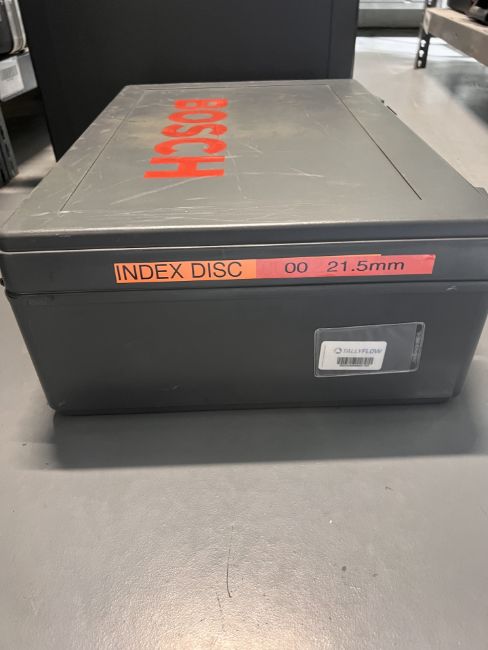 BOSCH
INDEX DISC 00 21.5mm
TALLYFLOW